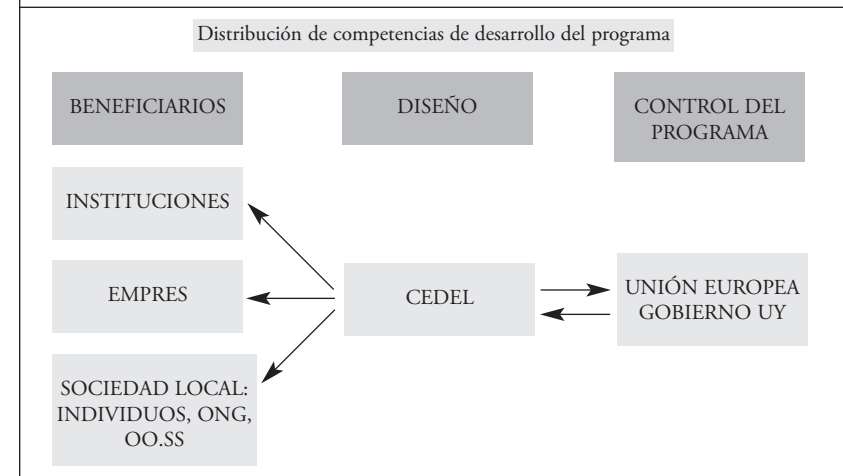 Distribución de competencias de desarrollo del programa
BENEFICIARIOS
DISEÑO
CONTROL DEL
PROGRAMA
INSTITUCIONES
EMPRES
CEDEL
UNIÓN EUROPEA
GOBIERNO UY
SOCIEDAD LOCAL:
INDIVIDUOS, ONG,
OO.SS